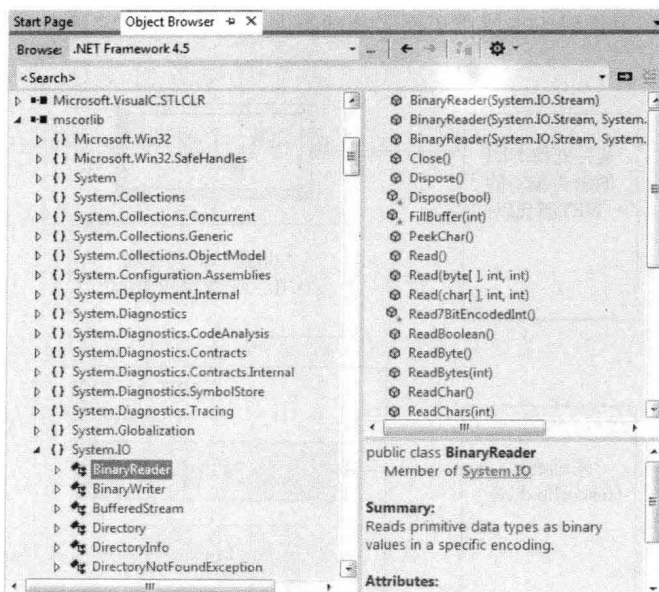 Start Page
Object Browser
Browse: .NET Framework 4.5
...
<Search>
Microsoft.VisualC.STLCLR
mscorlib
{ } Microsoft.Win32
{ } Microsoft.Win32.SafeHandles
{ } System
{ } System.Collections
{ } System.Collections.Concurrent
{ } System.Collections.Generic
{ } System.Collections.ObjectModel
{ } System.Configuration.Assemblies
{ } System.Deployment.Internal
{ } System.Diagnostics
{ } System.Diagnostics.CodeAnalysis
{ } System.Diagnostics.Contracts
{ } System.Diagnostics.Contracts.Internal
{ } System.Diagnostics.SymbolStore
{ } System.Diagnostics.Tracing
{ } System.Globalization
{ } System.IO
BinaryReader
BinaryWriter
BufferedStream
Directory
DirectoryInfo
DirectoryNotFoundException
BinaryReader(System.IO.Stream)
BinaryReader(System.IO.Stream, System.
BinaryReader(System.IO.Stream, System.
Close()
Dispose()
Dispose(bool)
FillBuffer(int)
PeekChar()
Read()
Read(byte[ ], int, int)
Read(char[ ], int, int)
Read7BitEncodedInt()
ReadBoolean()
ReadByte()
ReadBytes(int)
ReadChar()
ReadChars(int)
public class BinaryReader
Member of System.IO
Summary:
Reads primitive data types as binary
values in a specific encoding.
Attributes: